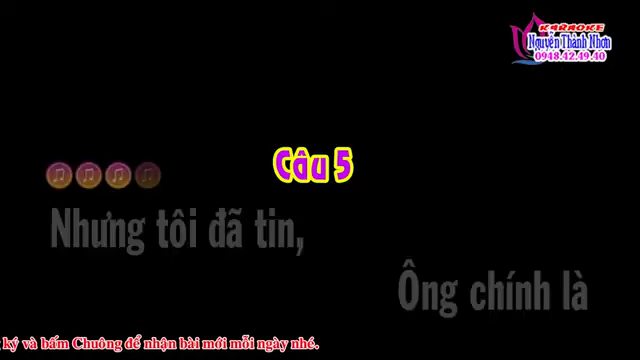 KARAOKE
Nguyễn Thành Nhơn
0948.42.49.40
Câu 5
Nhưng tôi đã tin,
Ông chính là
ký và bấm Chuông để nhận bài mới mỗi ngày nhé.